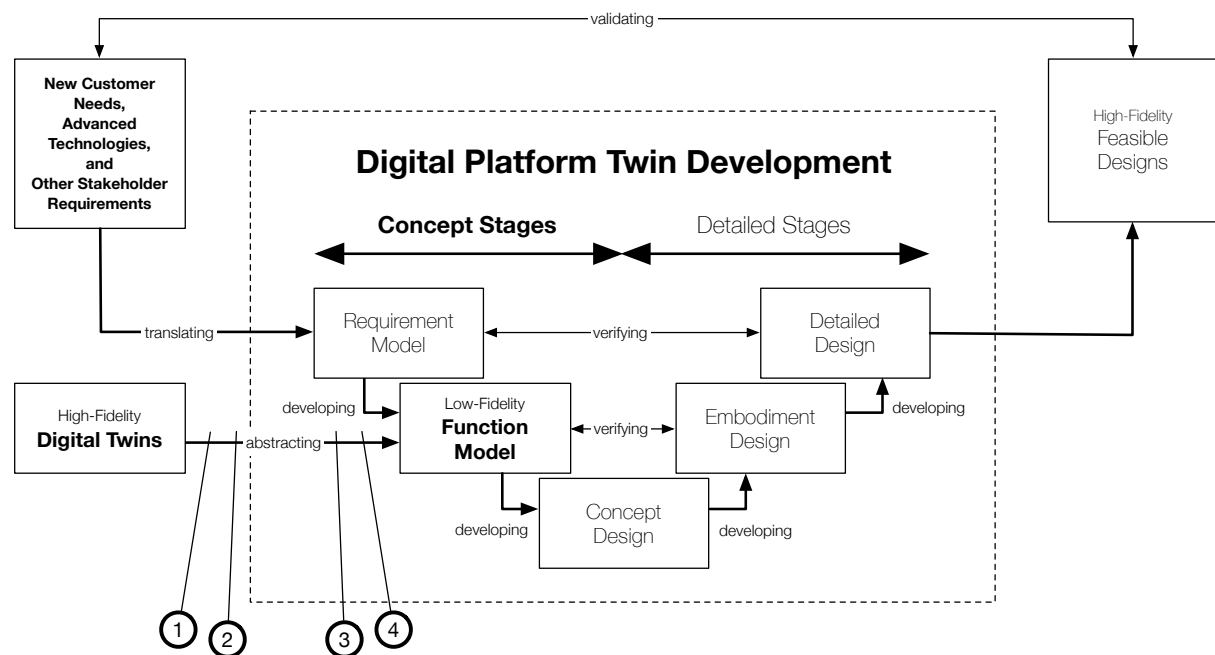 validating
New Customer
Needs,
Advanced
Technologies,
and
Other Stakeholder
Requirements
High-Fidelity
Feasible
Designs
Digital Platform Twin Development
Concept Stages
Detailed Stages
translating
Requirement
Model
verifying
Detailed
Design
High-Fidelity
Digital Twins
developing
abstracting
Low-Fidelity
Function
Model
verifying
Embodiment
Design
developing
developing
Concept
Design
developing
1
2
3
4